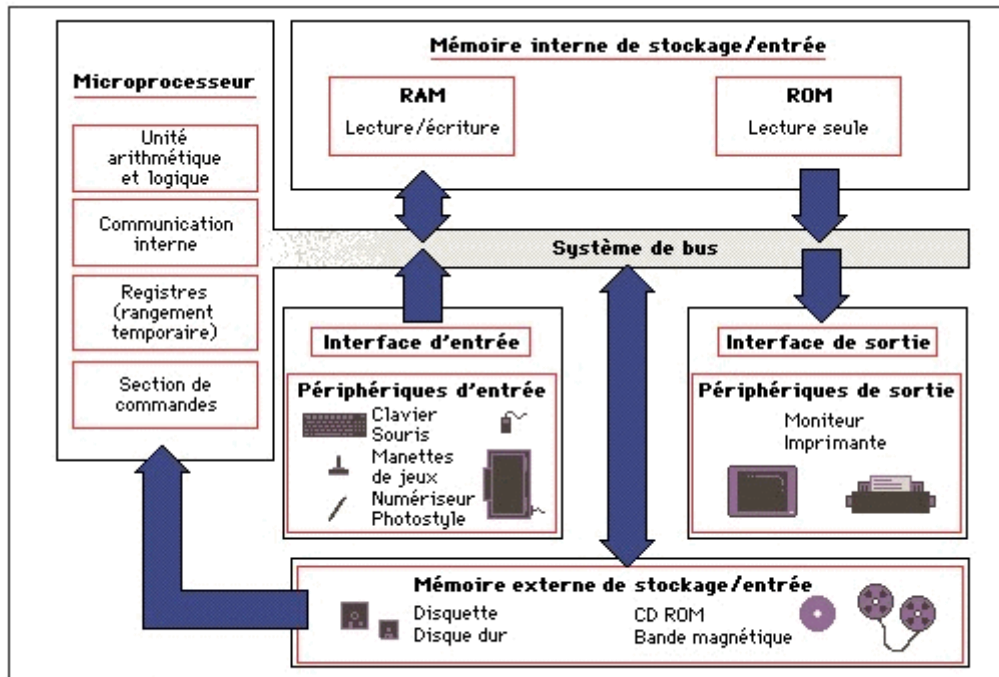 Microprocesseur
Unité
arithmétique
et logique
Communication
interne
Registres
(rangement
temporaire)
Section de
commandes
Mémoire interne de stockage/entrée
RAM
Lecture/écriture
ROM
Lecture seule
Système de bus
Interface d'entrée
Périphériques d'entrée
Clavier
Souris
Manettes
de jeux
Numériseur
Photostyle
Interface de sortie
Périphériques de sortie
Moniteur
Imprimante
Mémoire externe de stockage/entrée
Disquette
Disque dur
CD ROM
Bande magnétique